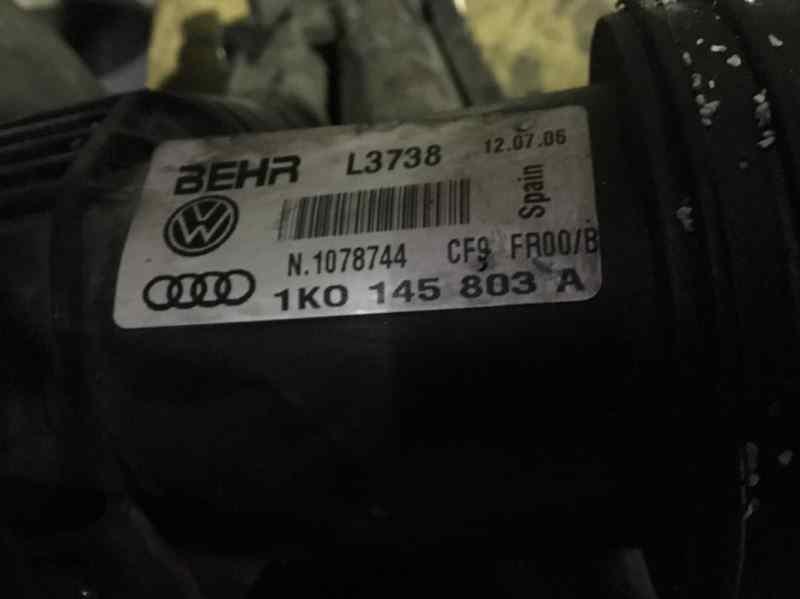 BEHR L3738 12.07.06
Spain
N.1078744 CF9 FR00/B
1K0 145 803 A